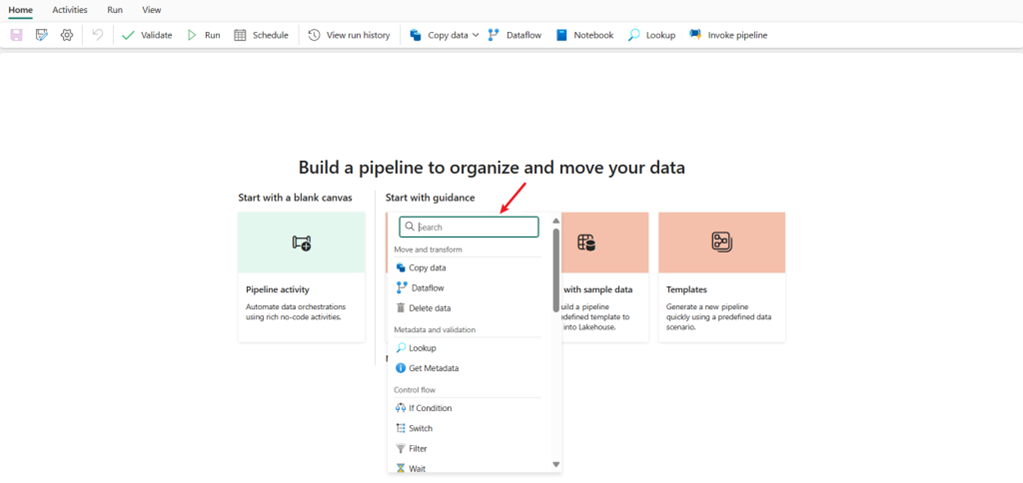 Home Activities Run View
Validate Run Schedule View run history Copy data Dataflow Notebook Lookup Invoke pipeline
Build a pipeline to organize and move your data
Start with a blank canvas
Start with guidance
Pipeline activity
Automate data orchestrations
using rich no-code activities.
Search
Move and transform
Copy data
Dataflow
Delete data
Metadata and validation
Lookup
Get Metadata
Control flow
If Condition
Switch
Filter
Wait
with sample data
uild a pipeline
edefined template to
into Lakehouse.
Templates
Generate a new pipeline
quickly using a predefined data
scenario.